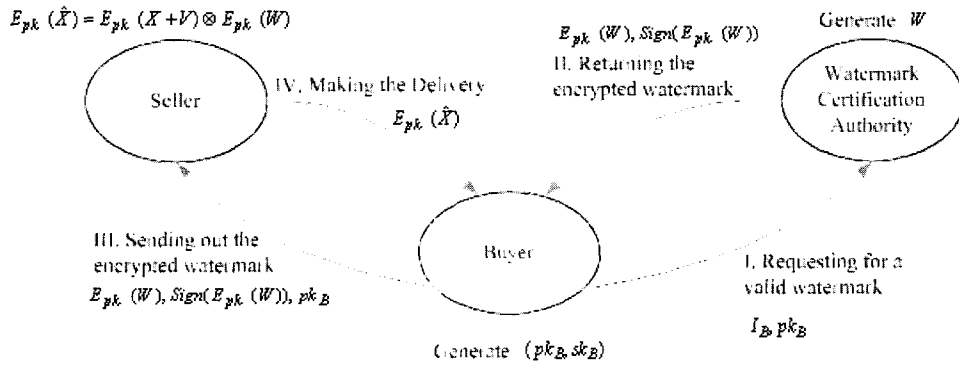 E_pk (X̂) = E_pk (X+V) ⊗ E_pk (W)
Seller
IV. Making the Delivery
E_pk (X̂)
E_pk (W), Sign(E_pk (W))
II. Returning the
encrypted watermark
Generate W
Watermark
Certification
Authority
III. Sending out the
encrypted watermark
E_pk (W), Sign(E_pk (W)), pk_B
Buyer
Generate (pk_B, sk_B)
I. Requesting for a
valid watermark
I_B, pk_B